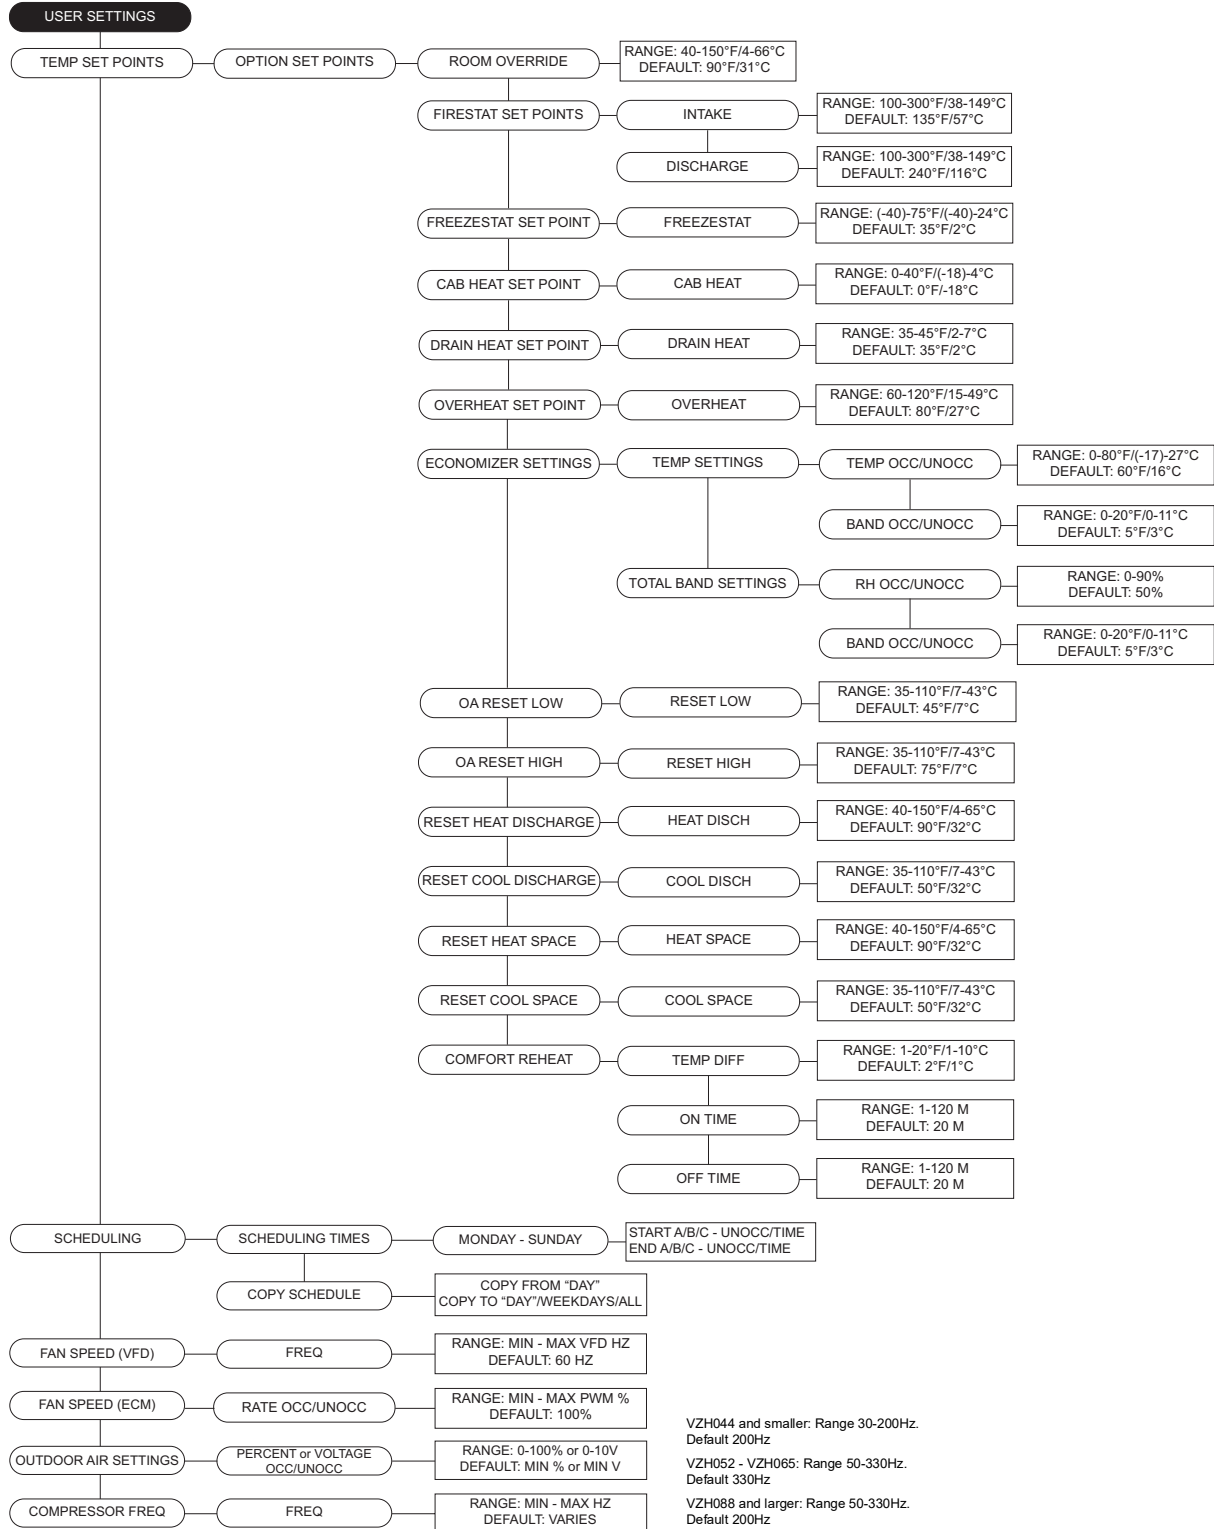 USER SETTINGS
TEMP SET POINTS
OPTION SET POINTS
ROOM OVERRIDE
RANGE: 40-150°F/4-66°C
DEFAULT: 90°F/31°C
FIRESTAT SET POINTS
INTAKE
RANGE: 100-300°F/38-149°C
DEFAULT: 135°F/57°C
DISCHARGE
RANGE: 100-300°F/38-149°C
DEFAULT: 240°F/116°C
FREEZESTAT SET POINT
FREEZESTAT
RANGE: (-40)-75°F/(-40)-24°C
DEFAULT: 35°F/2°C
CAB HEAT SET POINT
CAB HEAT
RANGE: 0-40°F/(-18)-4°C
DEFAULT: 0°F/-18°C
DRAIN HEAT SET POINT
DRAIN HEAT
RANGE: 35-45°F/2-7°C
DEFAULT: 35°F/2°C
OVERHEAT SET POINT
OVERHEAT
RANGE: 60-120°F/15-49°C
DEFAULT: 80°F/27°C
ECONOMIZER SETTINGS
TEMP SETTINGS
TEMP OCC/UNOCC
RANGE: 0-80°F/(-17)-27°C
DEFAULT: 60°F/16°C
BAND OCC/UNOCC
RANGE: 0-20°F/0-11°C
DEFAULT: 5°F/3°C
TOTAL BAND SETTINGS
RH OCC/UNOCC
RANGE: 0-90%
DEFAULT: 50%
BAND OCC/UNOCC
RANGE: 0-20°F/0-11°C
DEFAULT: 5°F/3°C
OA RESET LOW
RESET LOW
RANGE: 35-110°F/7-43°C
DEFAULT: 45°F/7°C
OA RESET HIGH
RESET HIGH
RANGE: 35-110°F/7-43°C
DEFAULT: 75°F/7°C
RESET HEAT DISCHARGE
HEAT DISCH
RANGE: 40-150°F/4-65°C
DEFAULT: 90°F/32°C
RESET COOL DISCHARGE
COOL DISCH
RANGE: 35-110°F/7-43°C
DEFAULT: 50°F/32°C
RESET HEAT SPACE
HEAT SPACE
RANGE: 40-150°F/4-65°C
DEFAULT: 90°F/32°C
RESET COOL SPACE
COOL SPACE
RANGE: 35-110°F/7-43°C
DEFAULT: 50°F/32°C
COMFORT REHEAT
TEMP DIFF
RANGE: 1-20°F/1-10°C
DEFAULT: 2°F/1°C
ON TIME
RANGE: 1-120 M
DEFAULT: 20 M
OFF TIME
RANGE: 1-120 M
DEFAULT: 20 M
SCHEDULING
SCHEDULING TIMES
MONDAY - SUNDAY
START A/B/C - UNOCC/TIME
END A/B/C - UNOCC/TIME
COPY SCHEDULE
COPY FROM “DAY”
COPY TO “DAY”/WEEKDAYS/ALL
FAN SPEED (VFD)
FREQ
RANGE: MIN - MAX VFD HZ
DEFAULT: 60 HZ
FAN SPEED (ECM)
RATE OCC/UNOCC
RANGE: MIN - MAX PWM %
DEFAULT: 100%
OUTDOOR AIR SETTINGS
PERCENT or VOLTAGE
OCC/UNOCC
RANGE: 0-100% or 0-10V
DEFAULT: MIN % or MIN V
COMPRESSOR FREQ
FREQ
RANGE: MIN - MAX HZ
DEFAULT: VARIES
VZH044 and smaller: Range 30-200Hz.
Default 200Hz
VZH052 - VZH065: Range 50-330Hz.
Default 330Hz
VZH088 and larger: Range 50-330Hz.
Default 200Hz